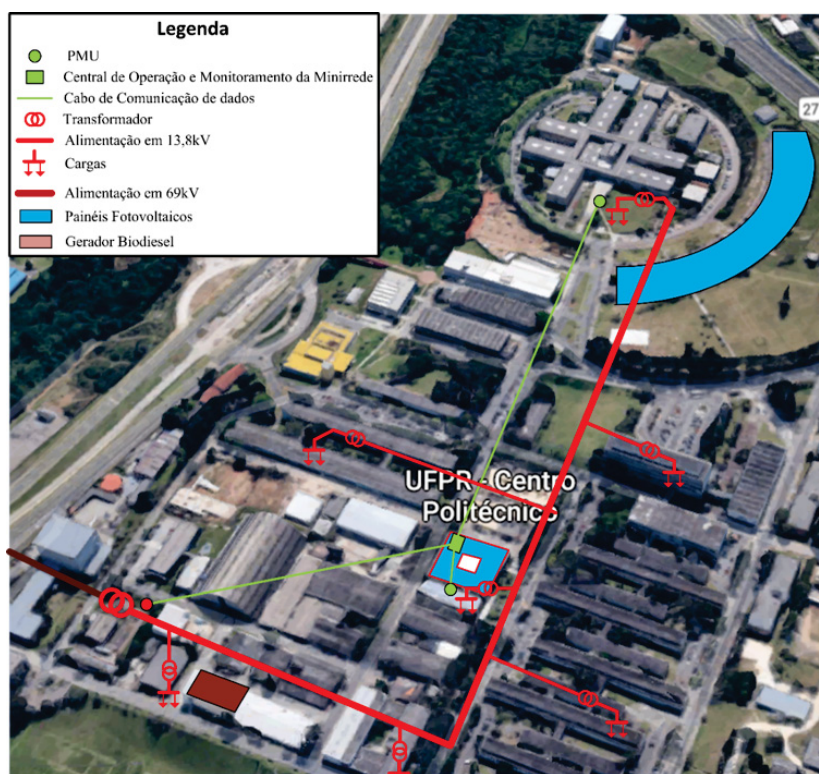 Legenda
PMU
Central de Operação e Monitoramento da Minirrede
Cabo de Comunicação de dados
Transformador
Alimentação em 13,8kV
Cargas
Alimentação em 69kV
Painéis Fotovoltaicos
Gerador Biodiesel
27
UFPR - Centro
Politécnico